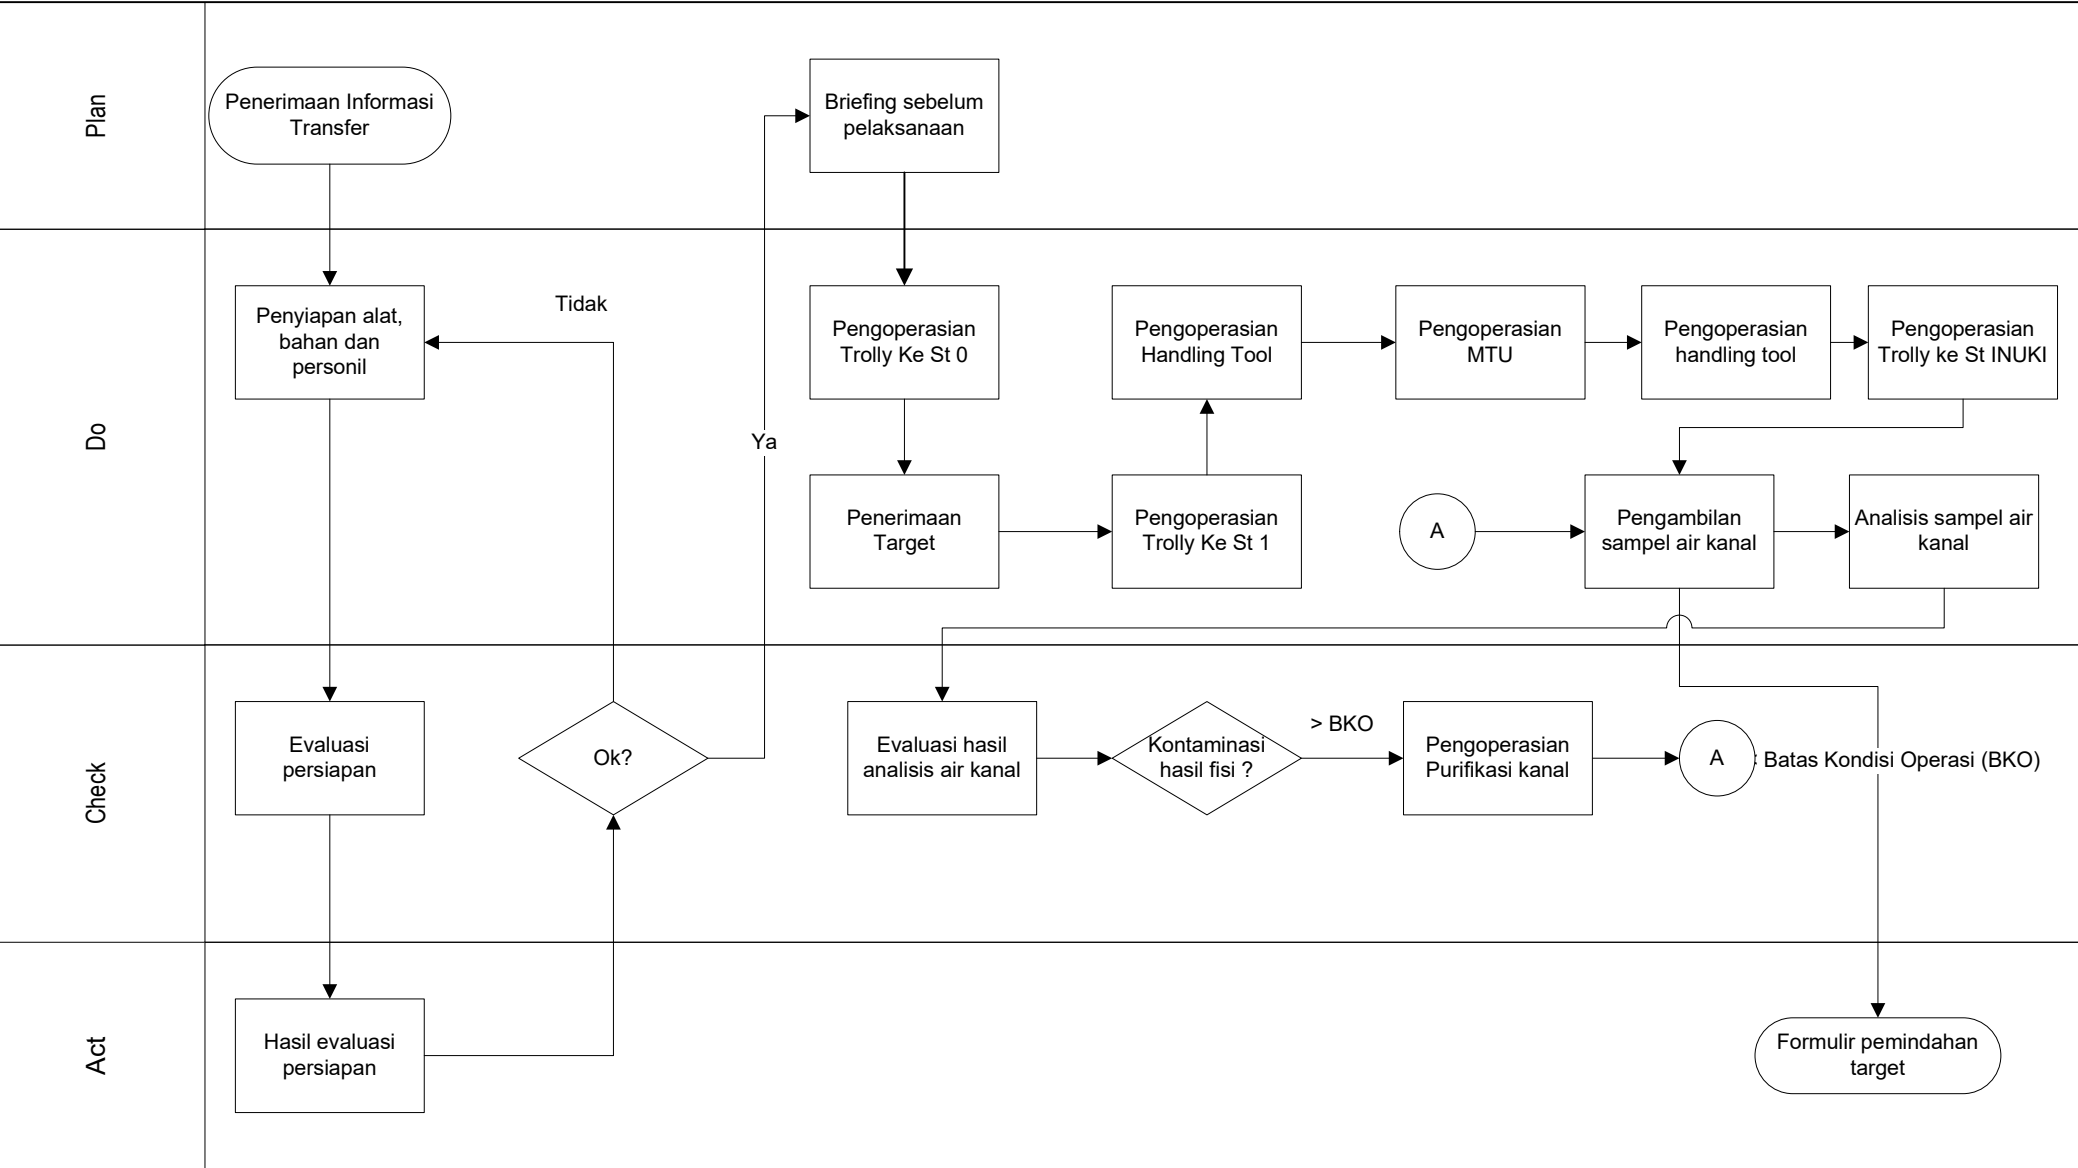 Plan
Penerimaan Informasi
Transfer
Briefing sebelum
pelaksanaan
Do
Penyiapan alat,
bahan dan
personil
Tidak
Ya
Pengoperasian
Trolly Ke St 0
Pengoperasian
Handling Tool
Pengoperasian
MTU
Pengoperasian
handling tool
Pengoperasian
Trolly ke St INUKI
Penerimaan
Target
Pengoperasian
Trolly Ke St 1
A
Pengambilan
sampel air kanal
Analisis sampel air
kanal
Check
Evaluasi
persiapan
Ok?
Evaluasi hasil
analisis air kanal
Kontaminasi
hasil fisi ?
> BKO
Pengoperasian
Purifikasi kanal
A
: Batas Kondisi Operasi (BKO)
Act
Hasil evaluasi
persiapan
Formulir pemindahan
target